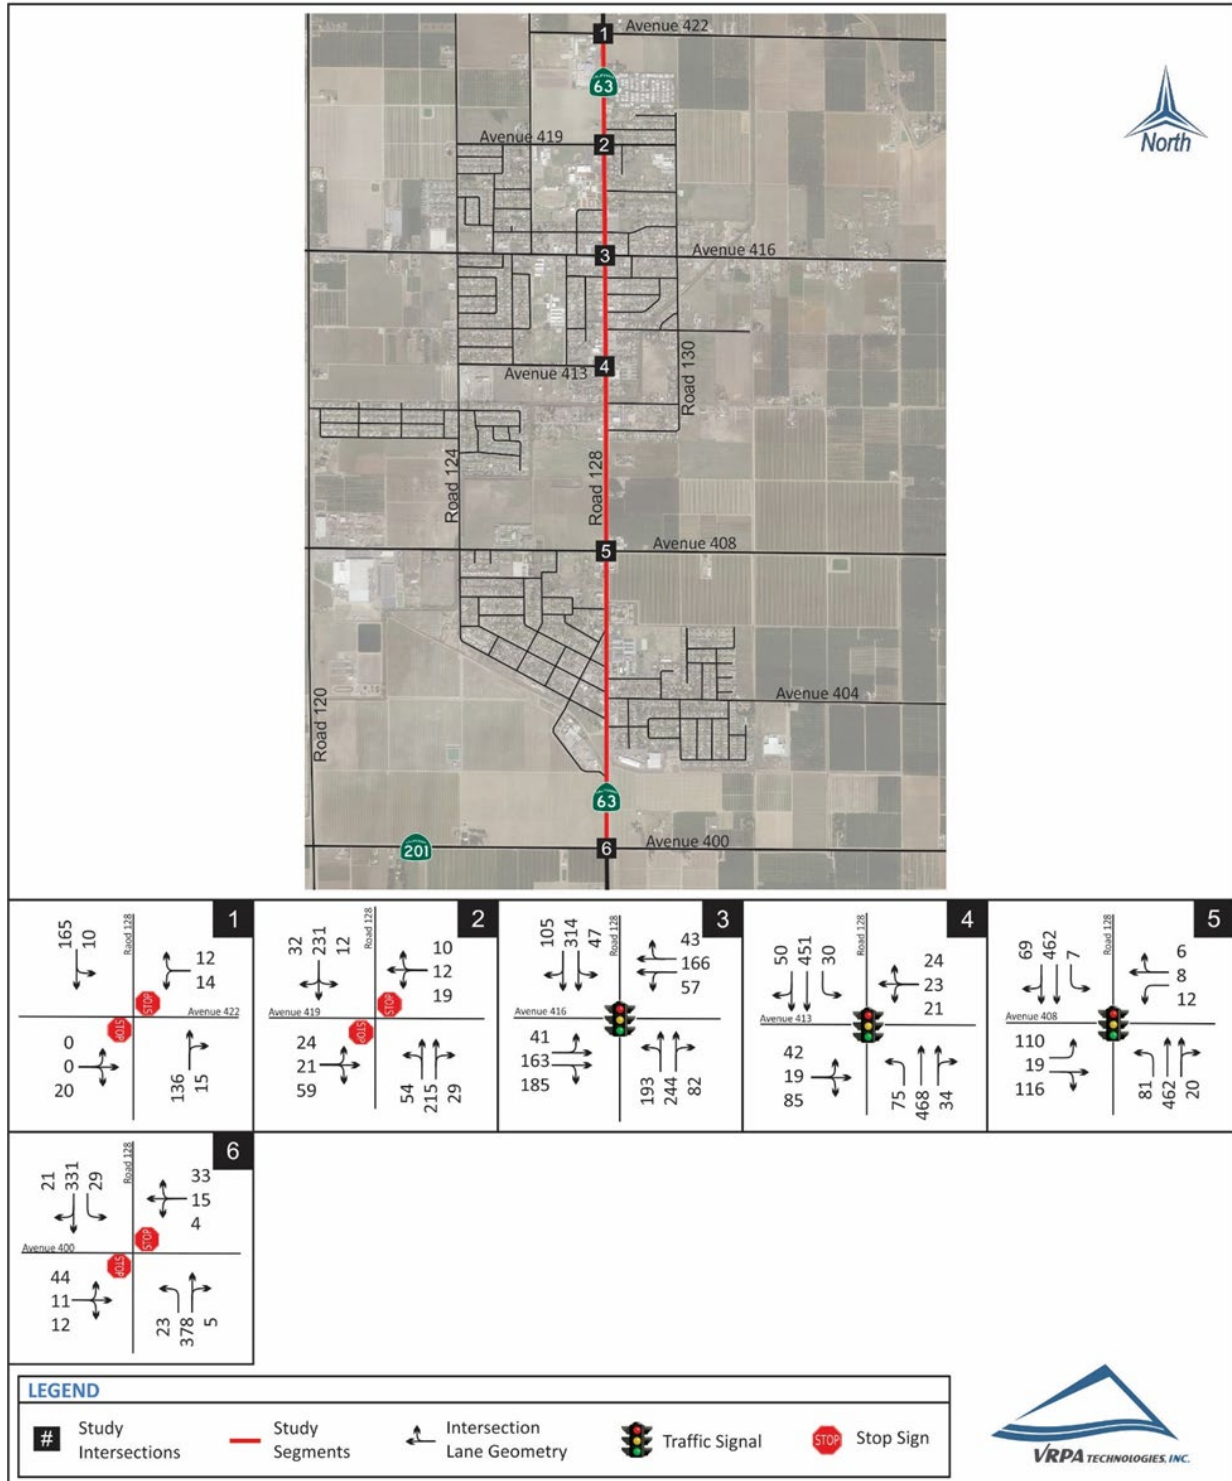 1
Avenue 422
63
North
Avenue 419
2
3
Avenue 416
Avenue 413
4
Road 130
Road 124
Road 128
5
Avenue 408
Road 120
Avenue 404
63
201
6
Avenue 400
1
165
10
Raod 128
12
14
Avenue 422
STOP
STOP
0
0
20
136
15
2
32
231
12
Road 128
10
12
19
Avenue 419
STOP
STOP
24
21
59
54
215
29
3
105
314
47
Road 128
43
166
57
Avenue 416
41
163
185
193
244
82
4
50
451
30
Road 128
24
23
21
Avenue 413
42
19
85
75
468
34
5
69
462
7
Road 128
6
8
12
Avenue 408
110
19
116
81
462
20
6
21
331
29
Road 128
33
15
4
Avenue 400
STOP
STOP
44
11
12
23
378
5
LEGEND
#
Study
Intersections
Study
Segments
Intersection
Lane Geometry
Traffic Signal
STOP
Stop Sign
VRPA TECHNOLOGIES, INC.